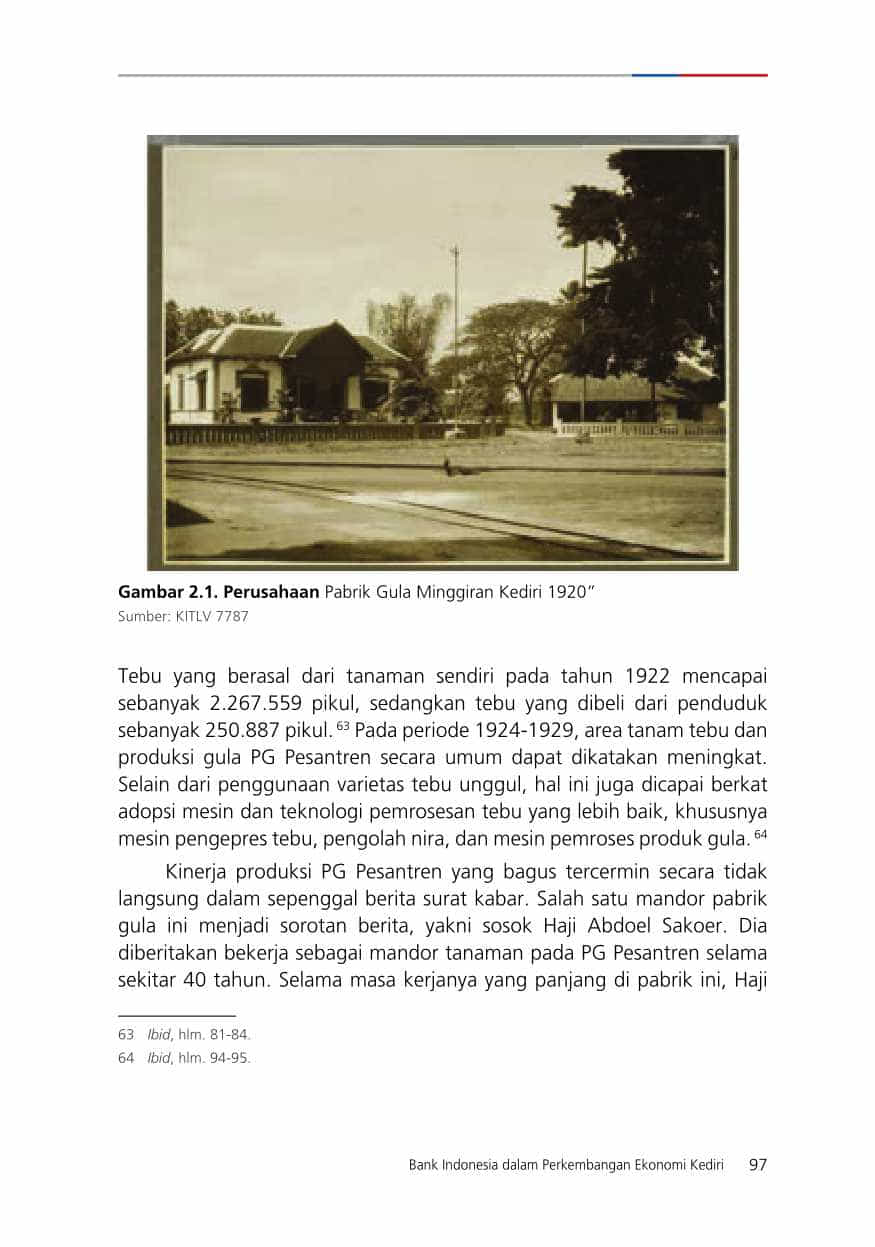 Gambar 2.1. Perusahaan Pabrik Gula Minggiran Kediri 1920”
Sumber: KITLV 7787
Tebu yang berasal dari tanaman sendiri pada tahun 1922 mencapai
sebanyak 2.267.559 pikul, sedangkan tebu yang dibeli dari penduduk
sebanyak 250.887 pikul. 63 Pada periode 1924-1929, area tanam tebu dan
produksi gula PG Pesantren secara umum dapat dikatakan meningkat.
Selain dari penggunaan varietas tebu unggul, hal ini juga dicapai berkat
adopsi mesin dan teknologi pemrosesan tebu yang lebih baik, khususnya
mesin pengepres tebu, pengolah nira, dan mesin pemroses produk gula. 64
Kinerja produksi PG Pesantren yang bagus tercermin secara tidak
langsung dalam sepenggal berita surat kabar. Salah satu mandor pabrik
gula ini menjadi sorotan berita, yakni sosok Haji Abdoel Sakoer. Dia
diberitakan bekerja sebagai mandor tanaman pada PG Pesantren selama
sekitar 40 tahun. Selama masa kerjanya yang panjang di pabrik ini, Haji
63 Ibid, hlm. 81-84.
64 Ibid, hlm. 94-95.
Bank Indonesia dalam Perkembangan Ekonomi Kediri 97